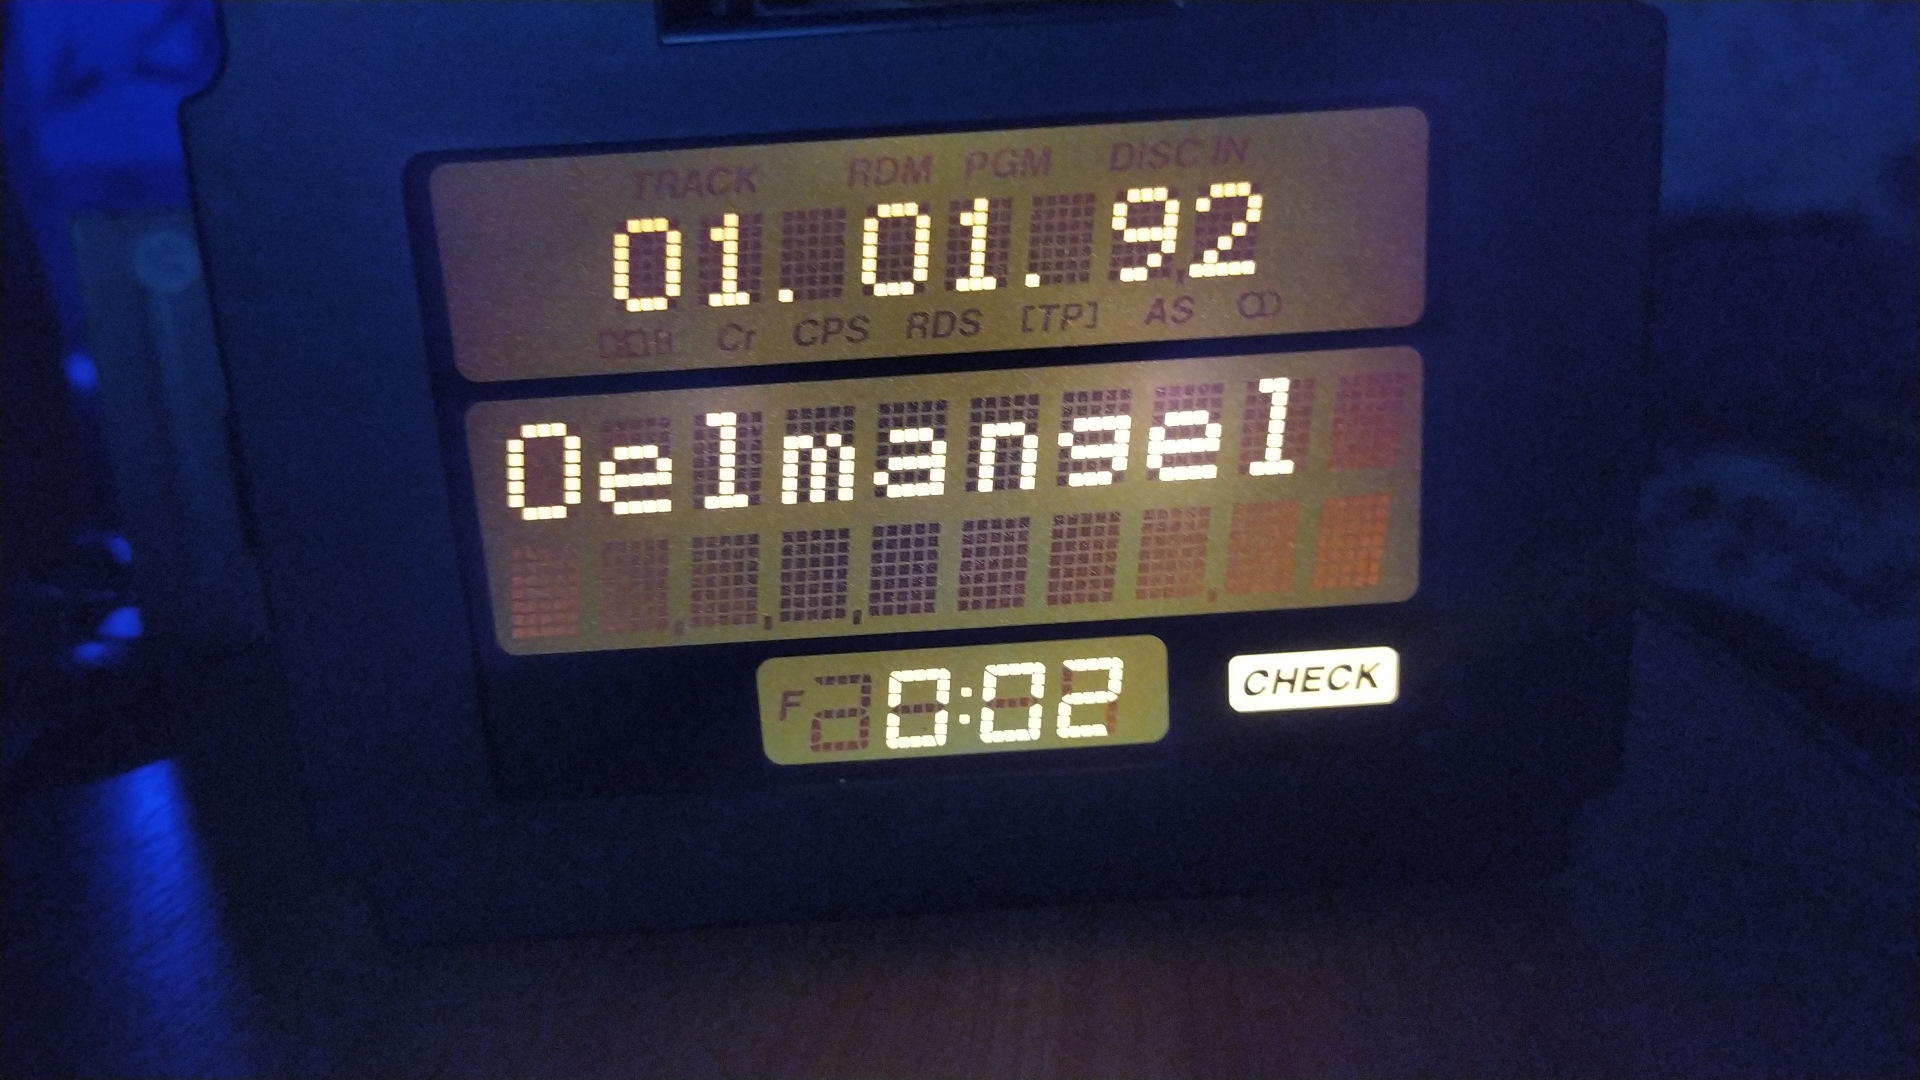 TRACK RDM PGM DISC IN
01.01.92
Cr CPS RDS [TP] AS
Oelmangel
F 0:02
CHECK